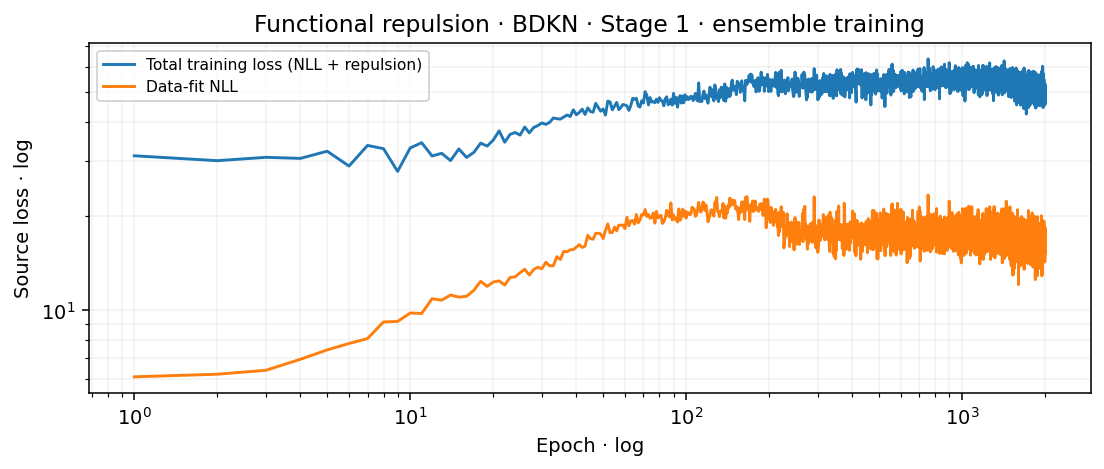 Functional repulsion · BDKN · Stage 1 · ensemble training
Total training loss (NLL + repulsion)
Data-fit NLL
Source loss · log
10¹
10⁰ 10¹ 10² 10³
Epoch · log